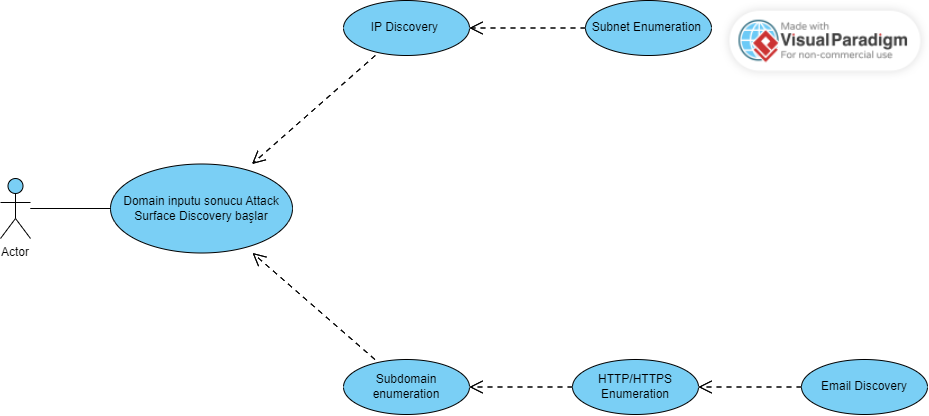 IP Discovery
Subnet Enumeration
Made with
Visual Paradigm
For non-commercial use
Domain inputu sonucu Attack
Surface Discovery başlar
Actor
Subdomain
enumeration
HTTP/HTTPS
Enumeration
Email Discovery